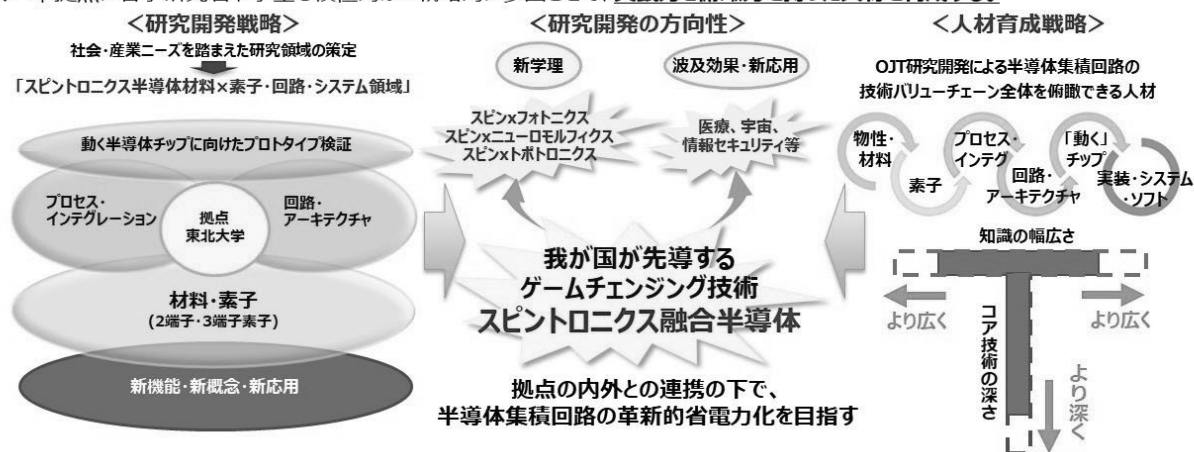 ＜研究開発戦略＞
社会・産業ニーズを踏まえた研究領域の策定
「スピントロニクス半導体材料×素子・回路・システム領域」
動く半導体チップに向けたプロトタイプ検証
プロセス・
インテグレーション
拠点
東北大学
回路・
アーキテクチャ
材料・素子
(2端子・3端子素子)
新機能・新概念・新応用
＜研究開発の方向性＞
新学理
波及効果・新応用
スピンxフォトニクス
スピンxニューロモルフィクス
スピンxトポトロニクス
医療、宇宙、
情報セキュリティ等
我が国が先導する
ゲームチェンジング技術
スピントロニクス融合半導体
拠点の内外との連携の下で、
半導体集積回路の革新的省電力化を目指す
＜人材育成戦略＞
OJT研究開発による半導体集積回路の
技術バリューチェーン全体を俯瞰できる人材
物性・
材料
素子
プロセス・
インテグ
回路・
アーキテクチャ
「動く」
チップ
実装・システム
・ソフト
知識の幅広さ
より広く
より広く
コア技術の深さ
より深く